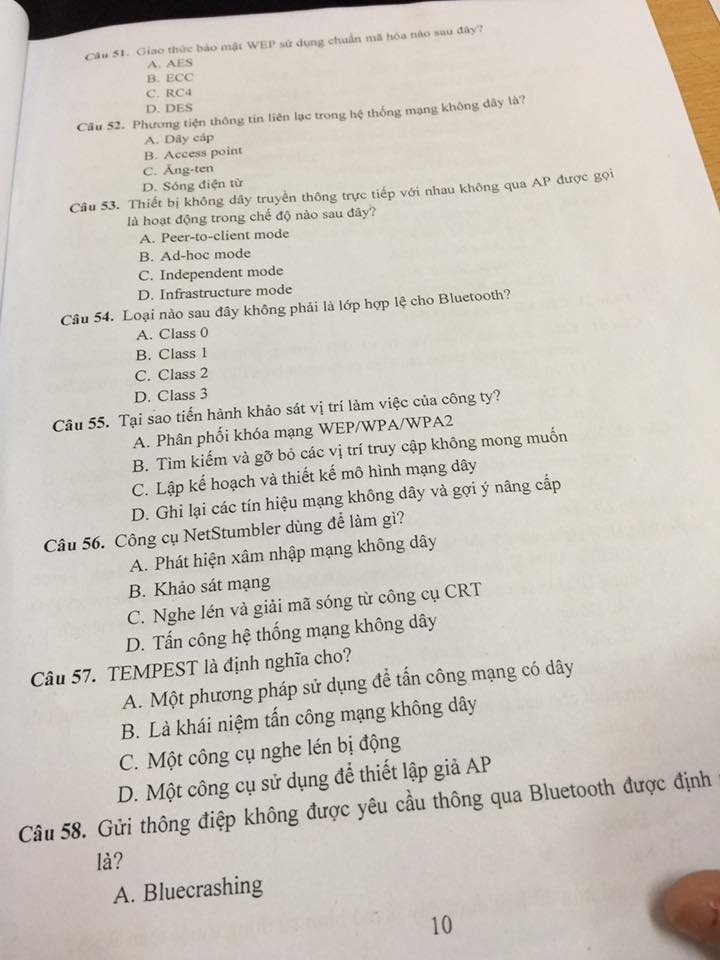 Câu 51. Giao thức bảo mật WEP sử dụng chuẩn mã hóa nào sau đây?
A. AES
B. ECC
C. RC4
D. DES
Câu 52. Phương tiện thông tin liên lạc trong hệ thống mạng không dây là?
A. Dây cáp
B. Access point
C. Ăng-ten
D. Sóng điện từ
Câu 53. Thiết bị không dây truyền thông trực tiếp với nhau không qua AP được gọi
là hoạt động trong chế độ nào sau đây?
A. Peer-to-client mode
B. Ad-hoc mode
C. Independent mode
D. Infrastructure mode
Câu 54. Loại nào sau đây không phải là lớp hợp lệ cho Bluetooth?
A. Class 0
B. Class 1
C. Class 2
D. Class 3
Câu 55. Tại sao tiến hành khảo sát vị trí làm việc của công ty?
A. Phân phối khóa mạng WEP/WPA/WPA2
B. Tìm kiếm và gỡ bỏ các vị trí truy cập không mong muốn
C. Lập kế hoạch và thiết kế mô hình mạng dây
D. Ghi lại các tín hiệu mạng không dây và gợi ý nâng cấp
Câu 56. Công cụ NetStumbler dùng để làm gì?
A. Phát hiện xâm nhập mạng không dây
B. Khảo sát mạng
C. Nghe lén và giải mã sóng từ công cụ CRT
D. Tấn công hệ thống mạng không dây
Câu 57. TEMPEST là định nghĩa cho?
A. Một phương pháp sử dụng để tấn công mạng có dây
B. Là khái niệm tấn công mạng không dây
C. Một công cụ nghe lén bị động
D. Một công cụ sử dụng để thiết lập giả AP
Câu 58. Gửi thông điệp không được yêu cầu thông qua Bluetooth được định
là?
A. Bluecrashing
10